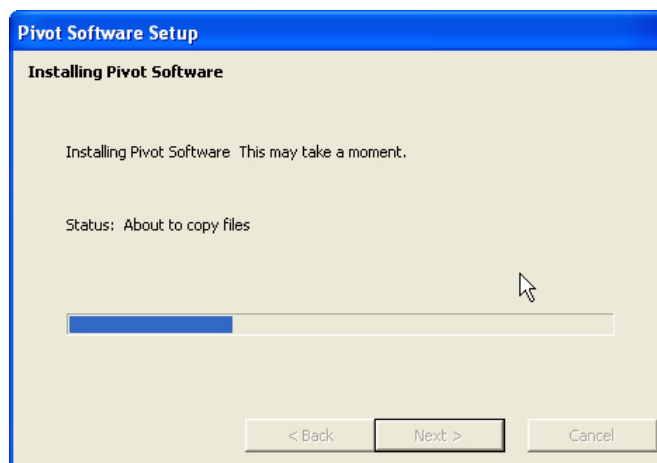 Pivot Software Setup
Installing Pivot Software
Installing Pivot Software  This may take a moment.
Status:  About to copy files
< Back Next > Cancel